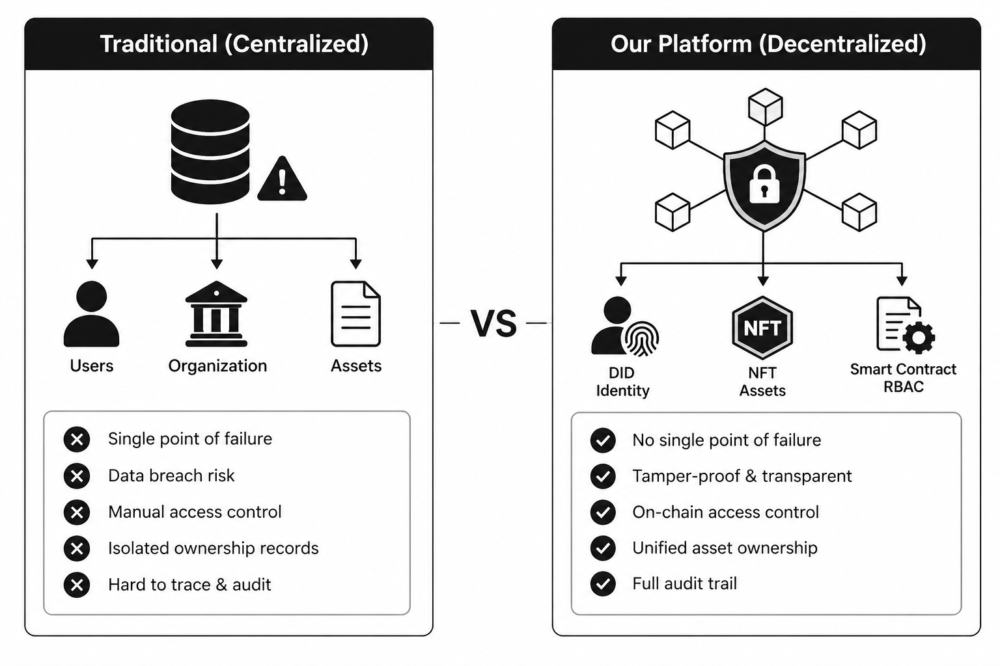 Traditional (Centralized)
Users
Organization
Assets
Single point of failure
Data breach risk
Manual access control
Isolated ownership records
Hard to trace & audit
VS
Our Platform (Decentralized)
DID
Identity
NFT
NFT
Assets
Smart Contract
RBAC
No single point of failure
Tamper-proof & transparent
On-chain access control
Unified asset ownership
Full audit trail